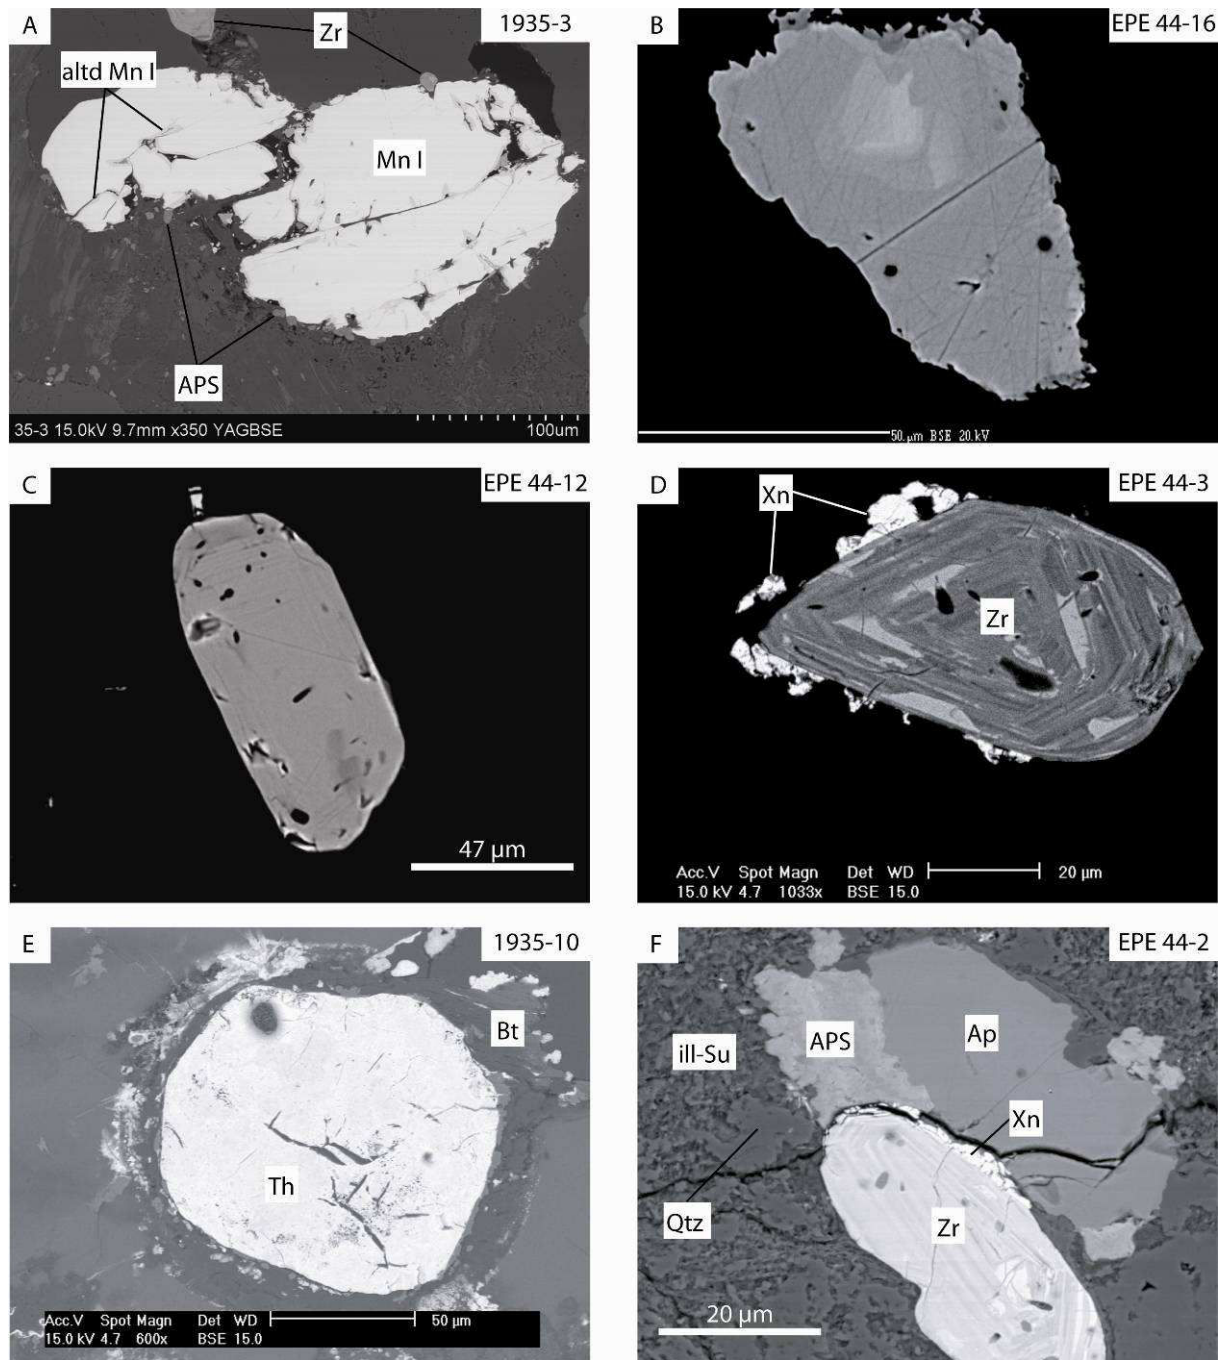 A
1935-3
Zr
altd Mn I
Mn I
APS
35-3 15.0kV 9.7mm x350 YAGBSE
100um
B
EPE 44-16
50.µm BSE 20.kV
C
EPE 44-12
47 µm
D
EPE 44-3
Xn
Zr
Acc.V Spot Magn Det WD
15.0 kV 4.7 1033x BSE 15.0
20 µm
E
1935-10
Bt
Th
Acc.V Spot Magn Det WD
15.0 kV 4.7 600x BSE 15.0
50 µm
F
EPE 44-2
APS
Ap
ill-Su
Xn
Qtz
Zr
20 µm